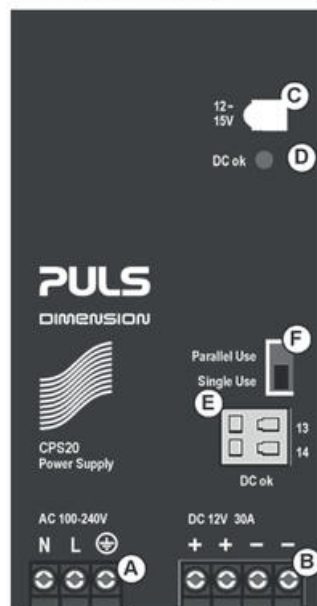 C
12–
15V
DC ok
D
PULS
DIMENSION
F
Parallel Use
Single Use
E
13
14
CPS20
Power Supply
DC ok
AC 100-240V
DC 12V 30A
N L
+ + – –
A
B